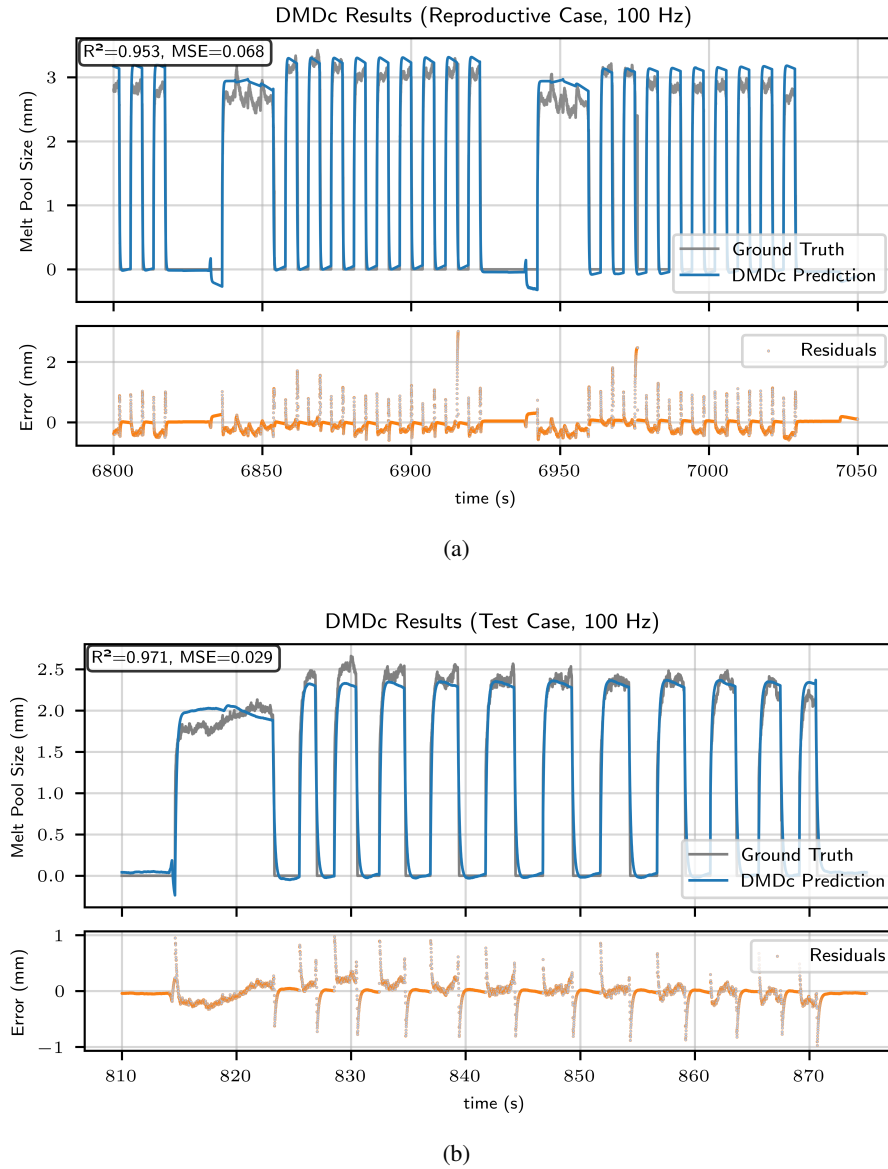 DMDc Results (Reproductive Case, 100 Hz)
R²=0.953, MSE=0.068
Melt Pool Size (mm)
3
2
1
0
Ground Truth
DMDc Prediction
Error (mm)
2
0
Residuals
6800 6850 6900 6950 7000 7050
time (s)
(a)
DMDc Results (Test Case, 100 Hz)
R²=0.971, MSE=0.029
Melt Pool Size (mm)
2.5
2.0
1.5
1.0
0.5
0.0
Ground Truth
DMDc Prediction
Error (mm)
1
0
−1
Residuals
810 820 830 840 850 860 870
time (s)
(b)